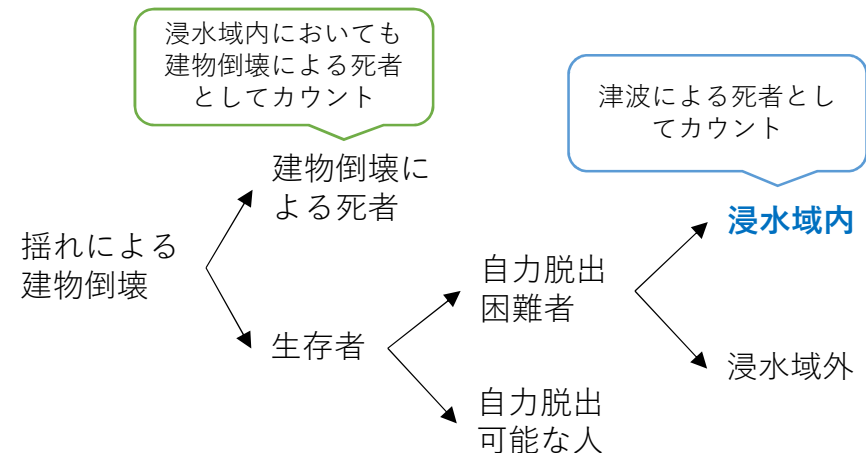 浸水域内においても
建物倒壊による死者
としてカウント
津波による死者とし
てカウント
建物倒壊に
よる死者
浸水域内
揺れによる
建物倒壊
自力脱出
困難者
生存者
浸水域外
自力脱出
可能な人